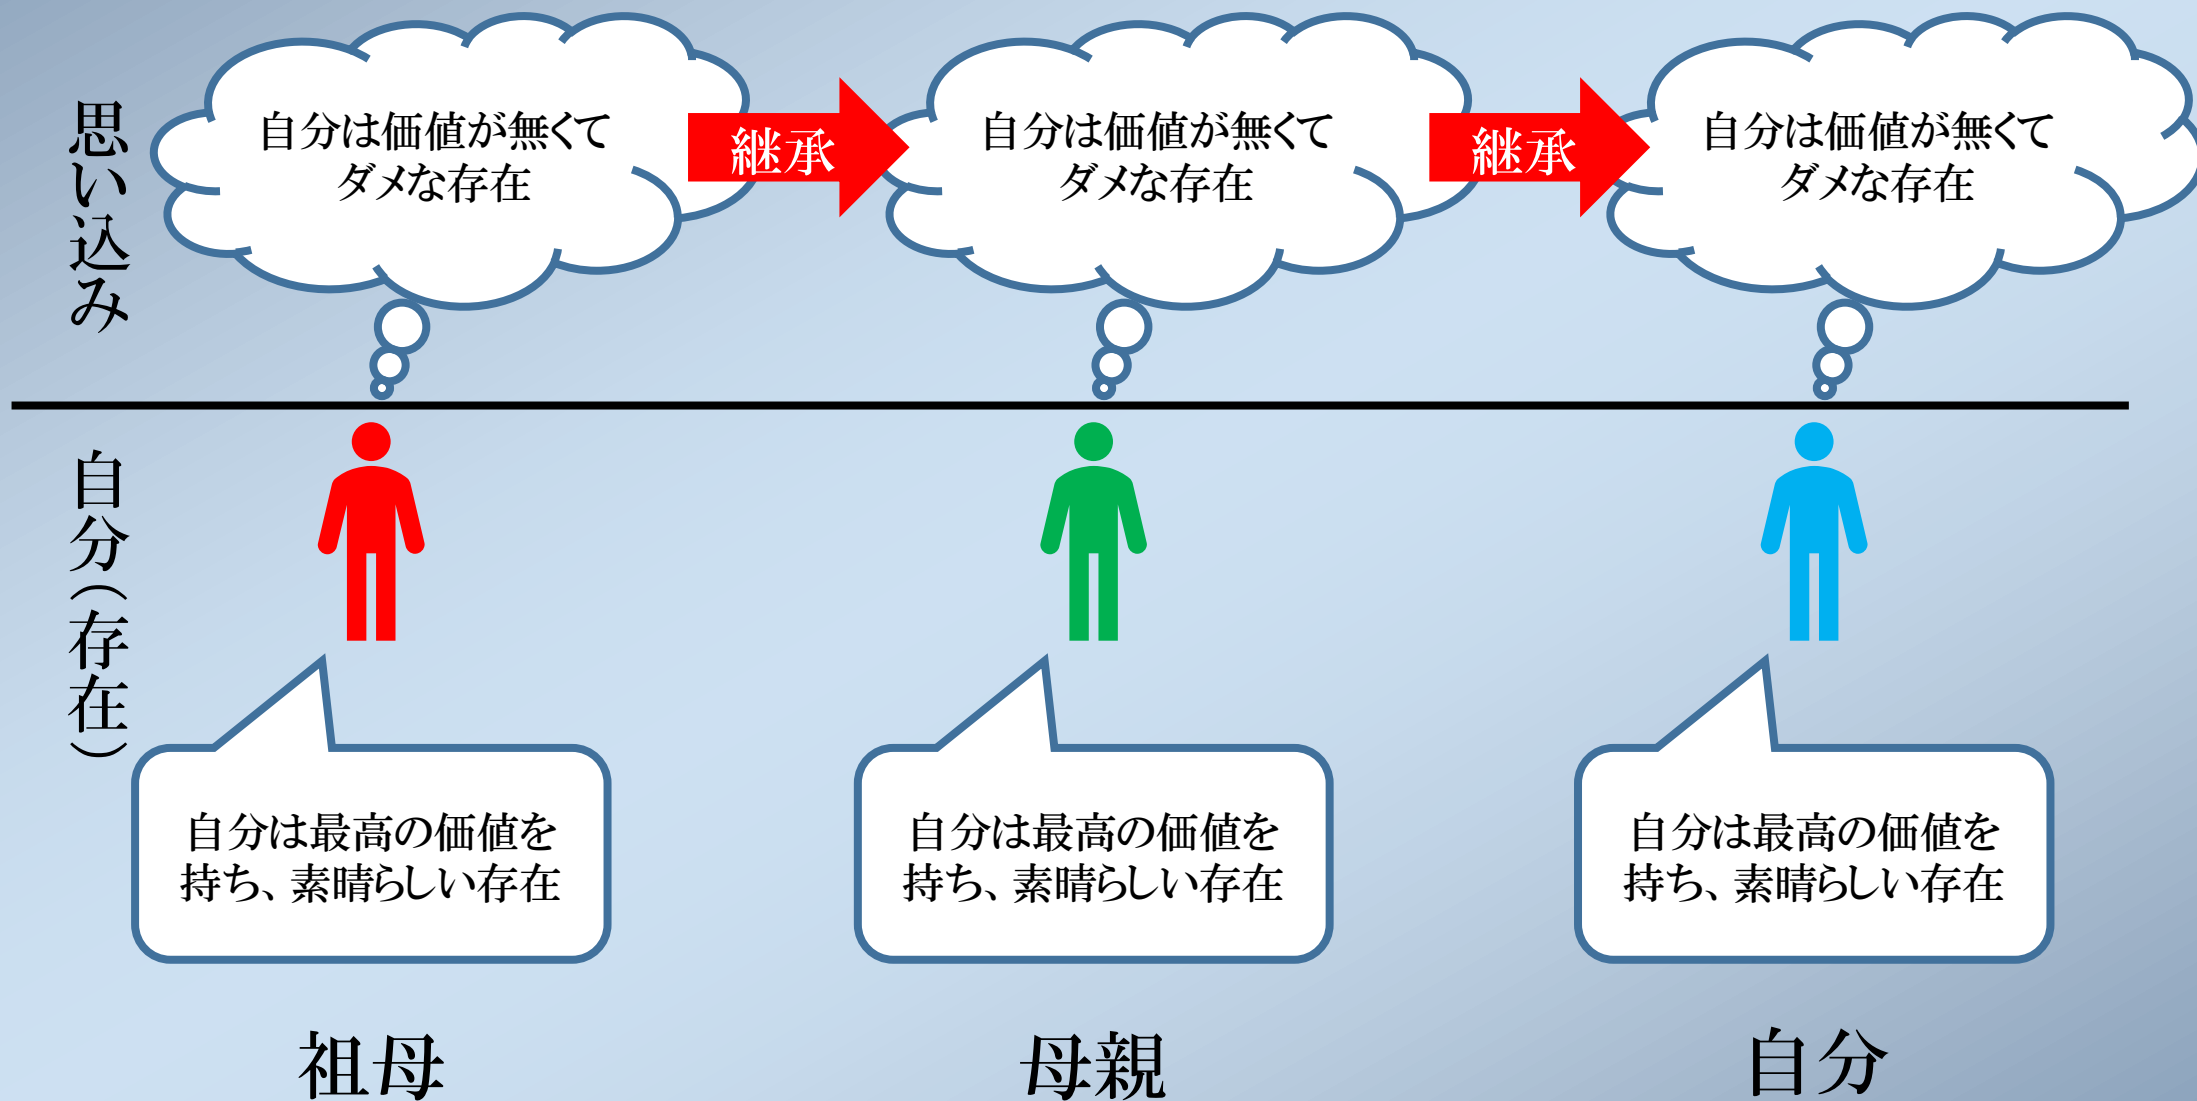 思い込み
自分は価値が無くて
ダメな存在
継承
自分は価値が無くて
ダメな存在
継承
自分は価値が無くて
ダメな存在
自分（存在）
自分は最高の価値を
持ち、素晴らしい存在
自分は最高の価値を
持ち、素晴らしい存在
自分は最高の価値を
持ち、素晴らしい存在
祖母
母親
自分